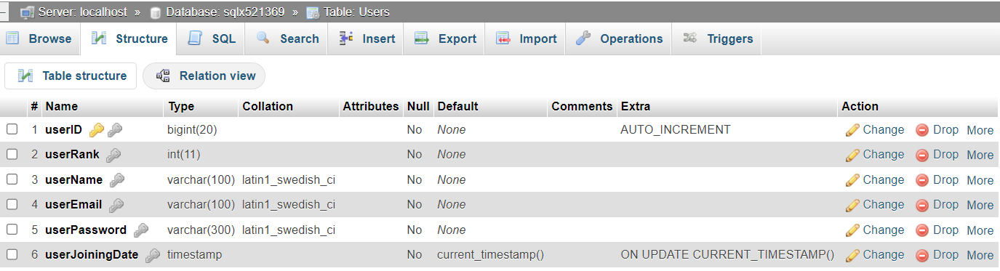 Server: localhost » Database: sqlx521369 » Table: Users
Browse Structure SQL Search Insert Export Import Operations Triggers
Table structure Relation view
# Name Type Collation Attributes Null Default Comments Extra Action
1 userID bigint(20) No None AUTO_INCREMENT Change Drop More
2 userRank int(11) No None Change Drop More
3 userName varchar(100) latin1_swedish_ci No None Change Drop More
4 userEmail varchar(100) latin1_swedish_ci No None Change Drop More
5 userPassword varchar(300) latin1_swedish_ci No None Change Drop More
6 userJoiningDate timestamp No current_timestamp() ON UPDATE CURRENT_TIMESTAMP() Change Drop More